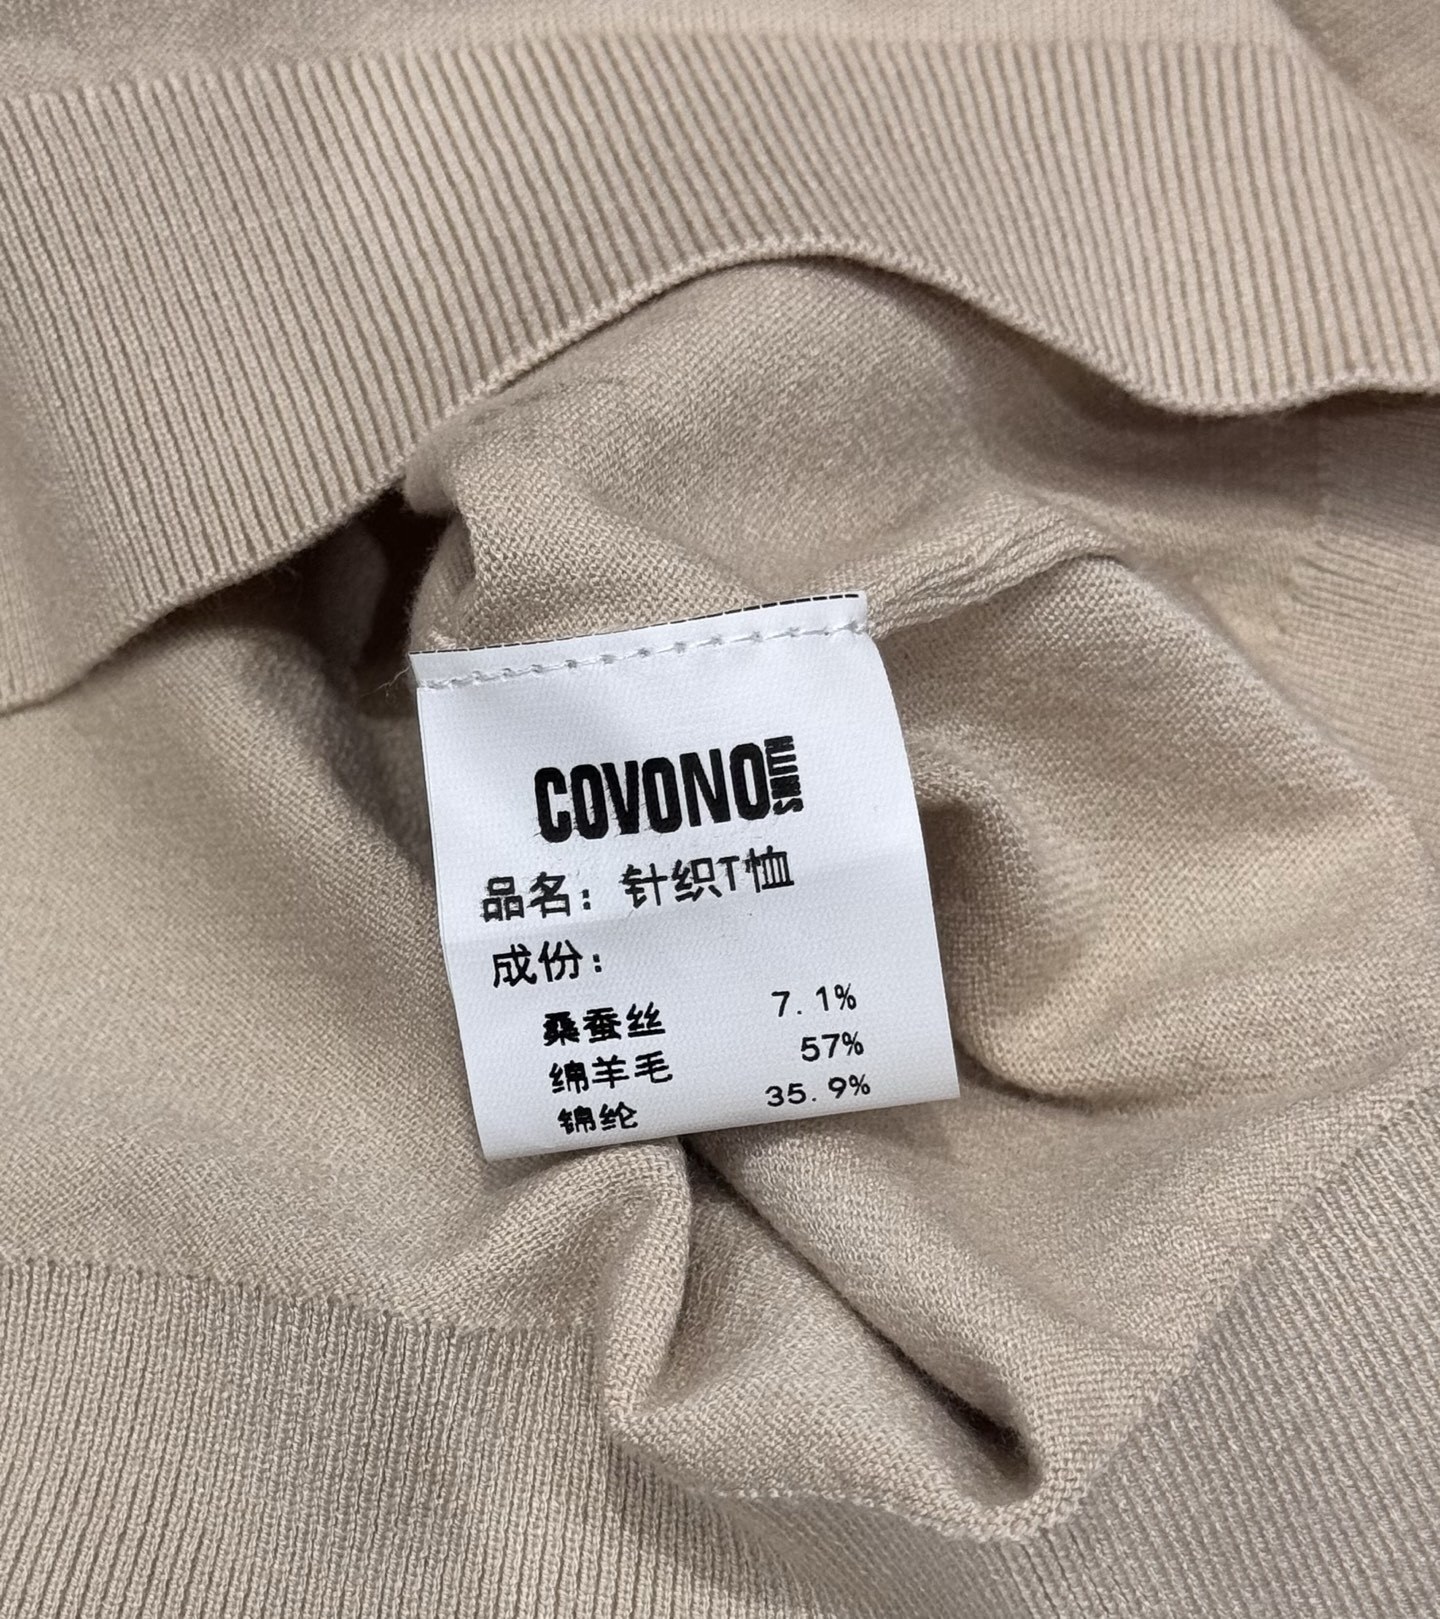 COVONO SMITH
品名：针织T恤
成份：
桑蚕丝 7.1%
绵羊毛 57%
锦纶 35.9%